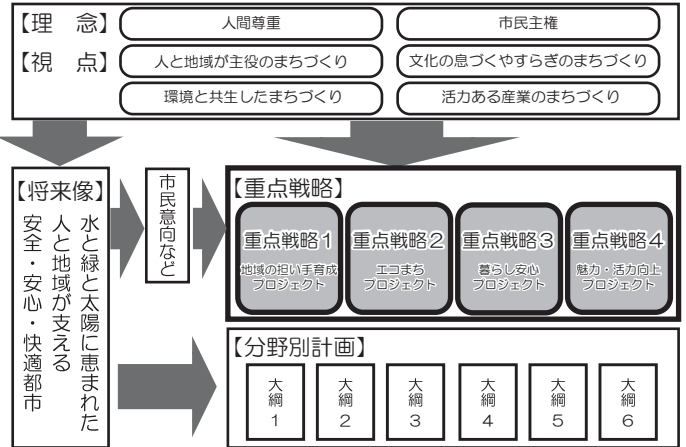 【理　念】
人間尊重
市民主権
【視　点】
人と地域が主役のまちづくり
文化の息づくやすらぎのまちづくり
環境と共生したまちづくり
活力ある産業のまちづくり
【将来像】
水と緑と太陽に恵まれた
人と地域が支える
安全・安心・快適都市
市民意向など
【重点戦略】
重点戦略1
地域の担い手育成
プロジェクト
重点戦略2
エコまち
プロジェクト
重点戦略3
暮らし安心
プロジェクト
重点戦略4
魅力・活力向上
プロジェクト
【分野別計画】
大綱1
大綱2
大綱3
大綱4
大綱5
大綱6